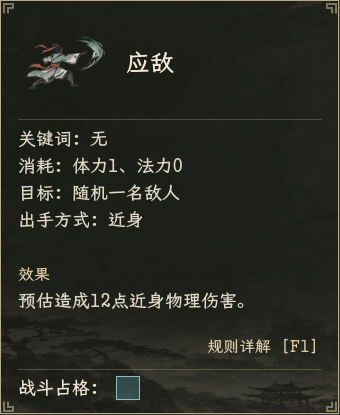 应敌
关键词: 无
消耗: 体力1、法力0
目标: 随机一名敌人
出手方式: 近身
效果
预估造成12点近身物理伤害。
规则详解 [F1]
战斗占格: